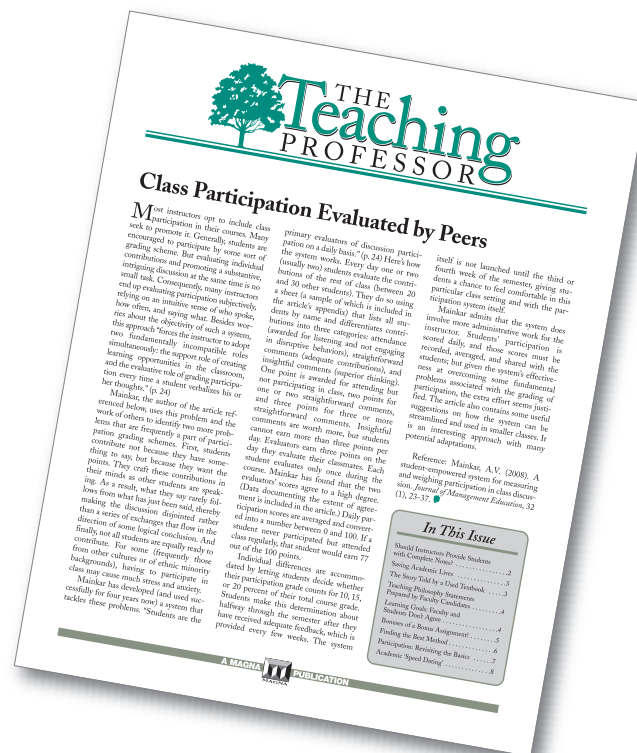 THE
Teaching
PROFESSOR
Class Participation Evaluated by Peers
Most instructors opt to include class
participation in their courses. Many
seek to promote it. Generally, students are
encouraged to participate by some sort of
grading scheme. But evaluating individual
contributions and promoting a substantive,
intriguing discussion at the same time is no
small task. Consequently, many instructors
end up evaluating participation subjectively,
relying on an intuitive sense of who spoke,
how often, and saying what. Besides wor-
ries about the objectivity of such a system,
this approach “forces the instructor to adopt
two fundamentally incompatible roles
simultaneously: the support role of creating
learning opportunities in the classroom,
and the evaluative role of grading participa-
tion every time a student verbalizes his or
her thoughts.” (p. 24)
Mainkar, the author of the article ref-
erenced below, uses this problem and the
work of others to identify two more prob-
lems that are frequently a part of partici-
pation grading schemes. First, students
contribute not because they have some-
thing to say, but because they want the
points. They craft these contributions in
their minds as other students are speak-
ing. As a result, what they say rarely fol-
lows from what has just been said, thereby
making the discussion disjointed rather
than a series of exchanges that flow in the
direction of some logical conclusion. And
finally, not all students are equally ready to
contribute. For some (frequently those
from other cultures or of ethnic minority
backgrounds), having to participate in
class may cause much stress and anxiety.
Mainkar has developed (and used suc-
cessfully for four years now) a system that
tackles these problems. “Students are the
primary evaluators of discussion partici-
pation on a daily basis.” (p. 24) Here’s how
the system works. Every day one or two
(usually two) students evaluate the contri-
butions of the rest of class (between 20
and 30 other students). They do so using
a sheet (a sample of which is included in
the article’s appendix) that lists all stu-
dents by name and differentiates contri-
butions into three categories: attendance
(awarded for listening and not engaging
in disruptive behaviors), straightforward
comments (adequate contributions), and
insightful comments (superior thinking).
One point is awarded for attending but
not participating in class, two points for
one or two straightforward comments,
and three points for three or more
straightforward comments. Insightful
comments are worth more, but students
cannot earn more than three points per
day. Evaluators earn three points on the
day they evaluate their classmates. Each
student evaluates only once during the
course. Mainkar has found that the two
evaluators’ scores agree to a high degree.
(Data documenting the extent of agree-
ment is included in the article.) Daily par-
ticipation scores are averaged and convert-
ed into a number between 0 and 100. If a
student never participated but attended
class regularly, that student would earn 77
out of the 100 points.
Individual differences are accommo-
dated by letting students decide whether
their participation grade counts for 10, 15,
or 20 percent of their total course grade.
Students make this determination about
halfway through the semester after they
have received adequate feedback, which is
provided every few weeks. The system
itself is not launched until the third or
fourth week of the semester, giving stu-
dents a chance to feel comfortable in this
particular class setting and with the par-
ticipation system itself.
Mainkar admits that the system does
involve more administrative work for the
instructor. Students’ participation is
scored daily, and those scores must be
recorded, averaged, and shared with the
students; but given the system’s effective-
ness at overcoming some fundamental
problems associated with the grading of
participation, the extra effort seems justi-
fied. The article also contains some useful
suggestions on how the system can be
streamlined and used in smaller classes. It
is an interesting approach with many
potential adaptations.
Reference: Mainkar, A.V. (2008). A
student-empowered system for measuring
and weighing participation in class discus-
sion. Journal of Management Education, 32
(1), 23-37.
In This Issue
Should Instructors Provide Students
with Complete Notes? . . . . . . . . . . . . .2
Saving Academic Lives . . . . . . . . . . . .3
The Story Told by a Used Textbook . . . . .3
Teaching Philosophy Statements
Prepared by Faculty Candidates . . . . . . .4
Learning Goals: Faculty and
Students Don’t Agree . . . . . . . . . . . . .4
Bonuses of a Bonus Assignment! . . . . . . .5
Finding the Best Method . . . . . . . . . . .6
Participation: Revisiting the Basics . . . . .7
Academic ‘Speed Dating’ . . . . . . . . . . .8
A MAGNA PUBLICATION
MAGNA